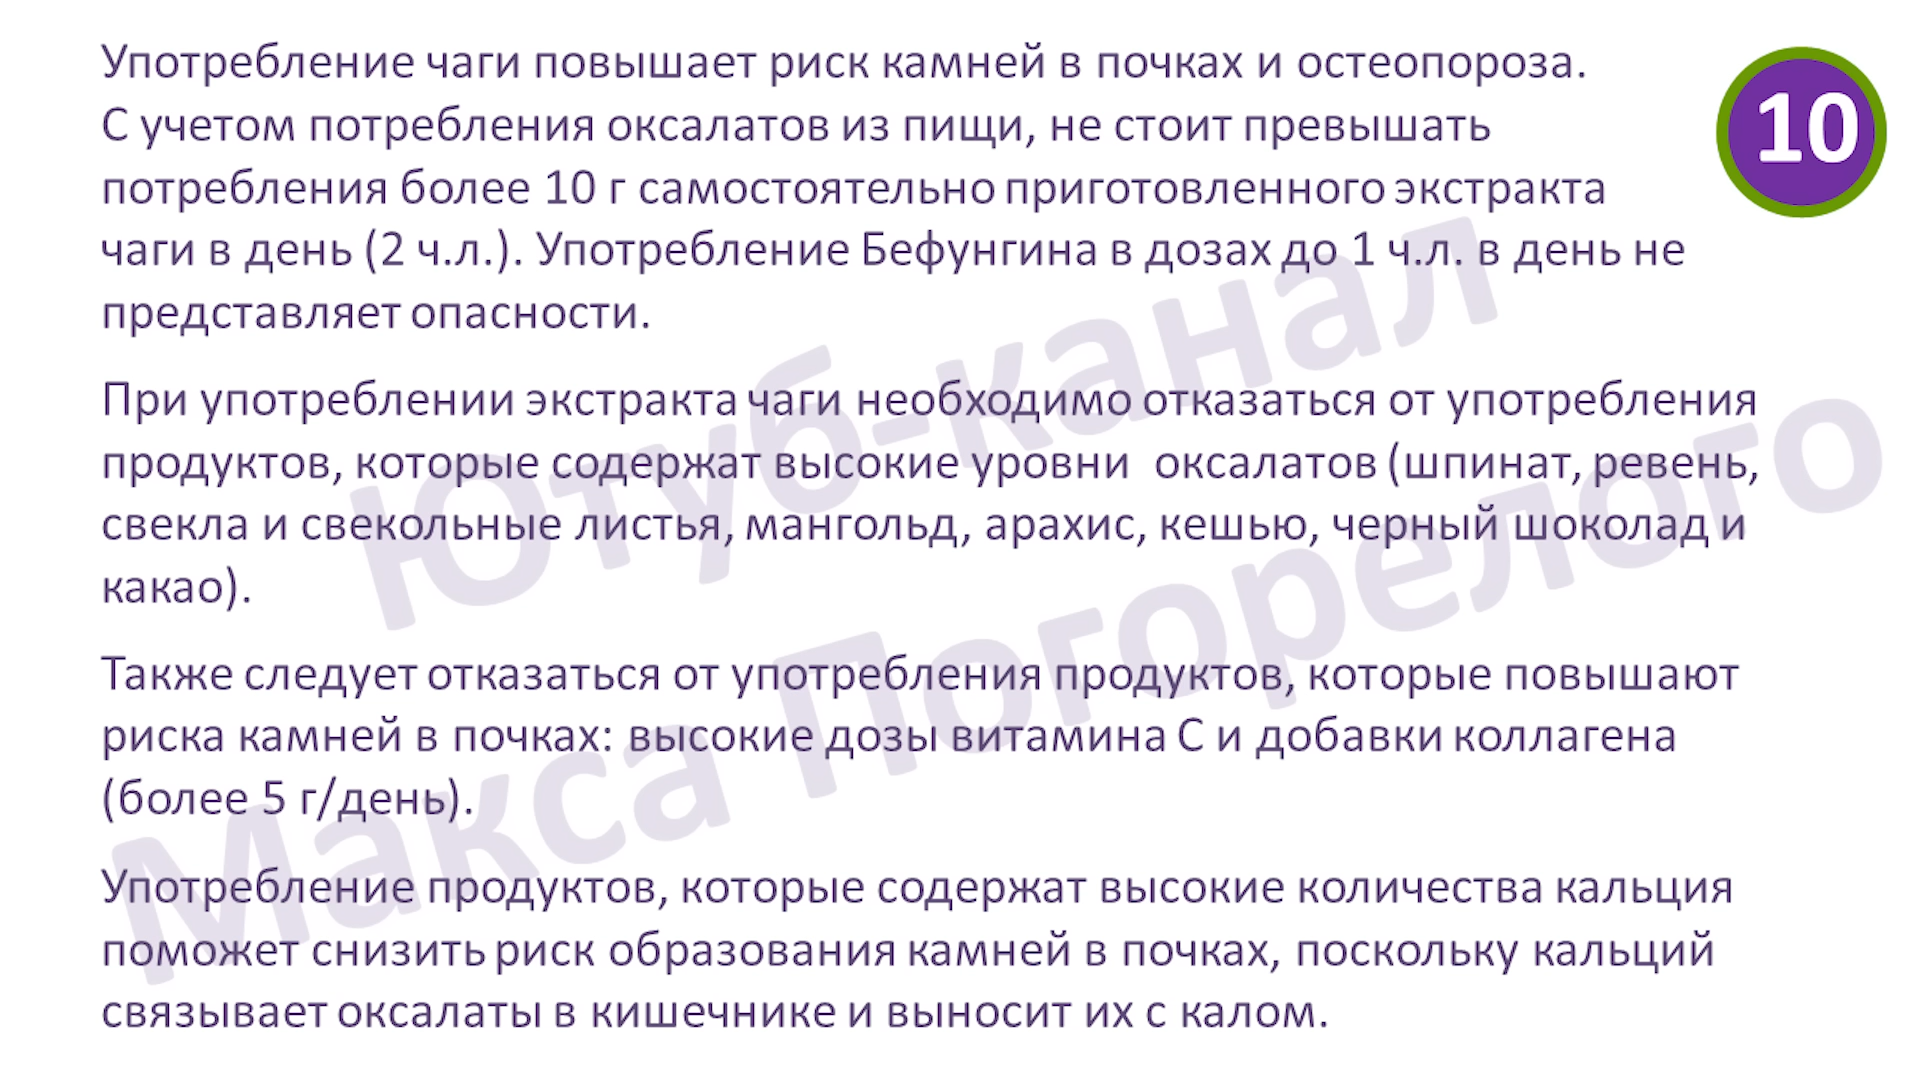 Употребление чаги повышает риск камней в почках и остеопороза.
С учетом потребления оксалатов из пищи, не стоит превышать
потребления более 10 г самостоятельно приготовленного экстракта
чаги в день (2 ч.л.). Употребление Бефунгина в дозах до 1 ч.л. в день не
представляет опасности.
10
При употреблении экстракта чаги необходимо отказаться от употребления
продуктов, которые содержат высокие уровни оксалатов (шпинат, ревень,
свекла и свекольные листья, мангольд, арахис, кешью, черный шоколад и
какао).
Также следует отказаться от употребления продуктов, которые повышают
риска камней в почках: высокие дозы витамина С и добавки коллагена
(более 5 г/день).
Употребление продуктов, которые содержат высокие количества кальция
поможет снизить риск образования камней в почках, поскольку кальций
связывает оксалаты в кишечнике и выносит их с калом.
Ютуб-канал
Макса Погорелого